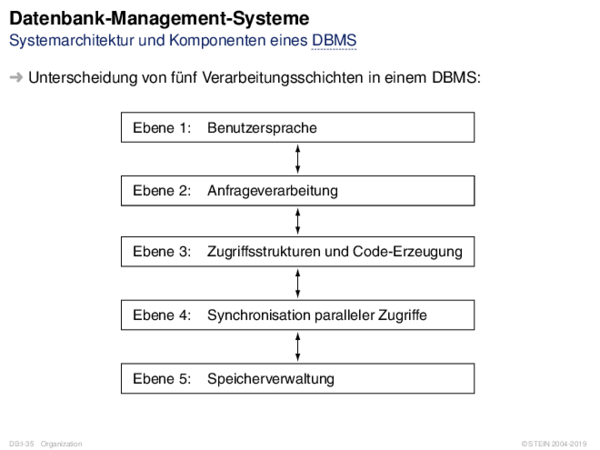 Datenbank-Management-Systeme
Systemarchitektur und Komponenten eines DBMS
➜ Unterscheidung von fünf Verarbeitungsschichten in einem DBMS:
Ebene 1: Benutzersprache
Ebene 2: Anfrageverarbeitung
Ebene 3: Zugriffsstrukturen und Code-Erzeugung
Ebene 4: Synchronisation paralleler Zugriffe
Ebene 5: Speicherverwaltung
DB:I-35 Organization © STEIN 2004-2019